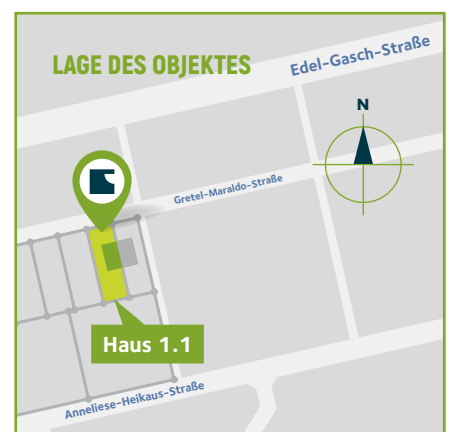 LAGE DES OBJEKTES
Edel-Gasch-Straße
N
Gretel-Maraldo-Straße
Haus 1.1
Anneliese-Heikaus-Straße